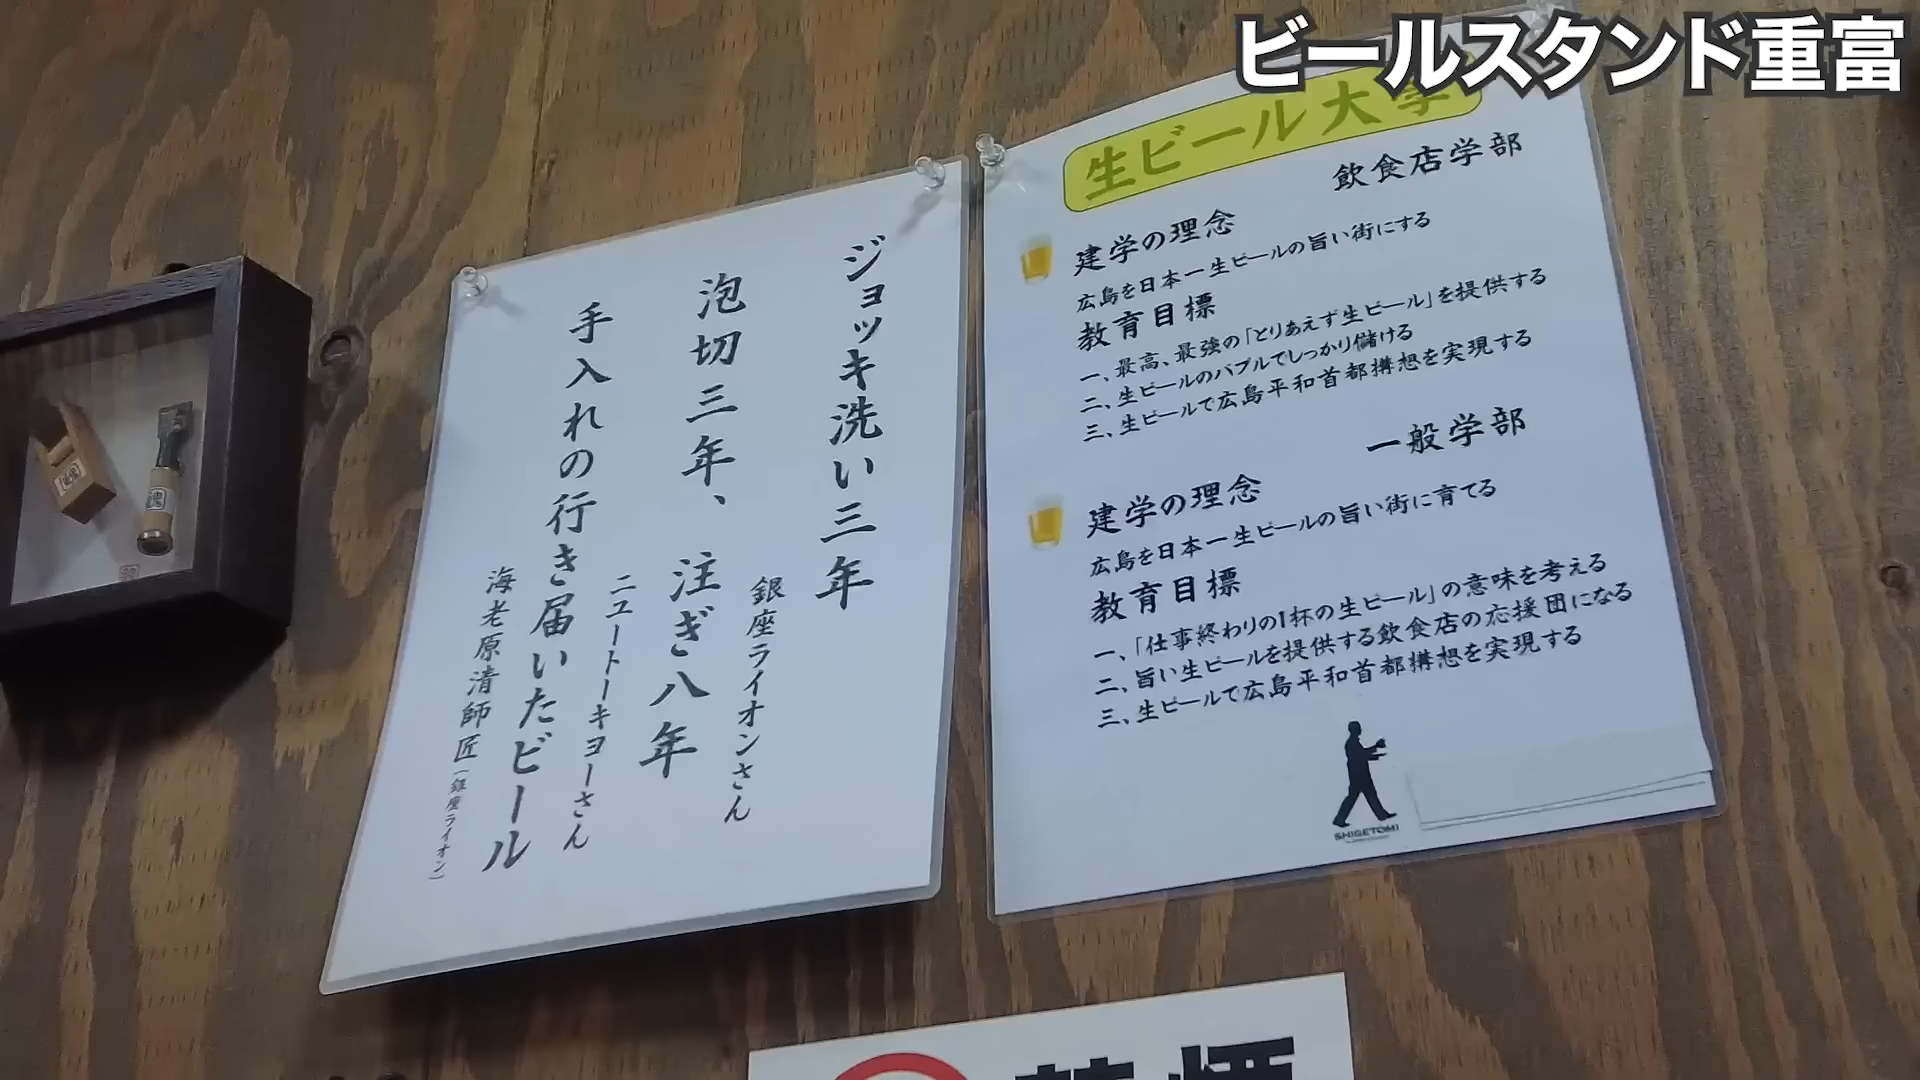 ビールスタンド重富
生ビール大学
飲食店学部
建学の理念
広島を日本一生ビールの旨い街にする
教育目標
一、最高、最強の「とりあえず生ビール」を提供する
二、生ビールのバブルでしっかり儲ける
三、生ビールで広島平和首都構想を実現する
一般学部
建学の理念
広島を日本一生ビールの旨い街に育てる
教育目標
一、「仕事終わりの1杯の生ビール」の意味を考える
二、旨い生ビールを提供する飲食店の応援団になる
三、生ビールで広島平和首都構想を実現する
SHIGETOMI
ジョッキ洗い三年
銀座ライオンさん
泡切三年、注ぎ八年
ニュートーキヨーさん
手入れの行き届いたビール
海老原清師匠(銀座ライオン)
禁煙